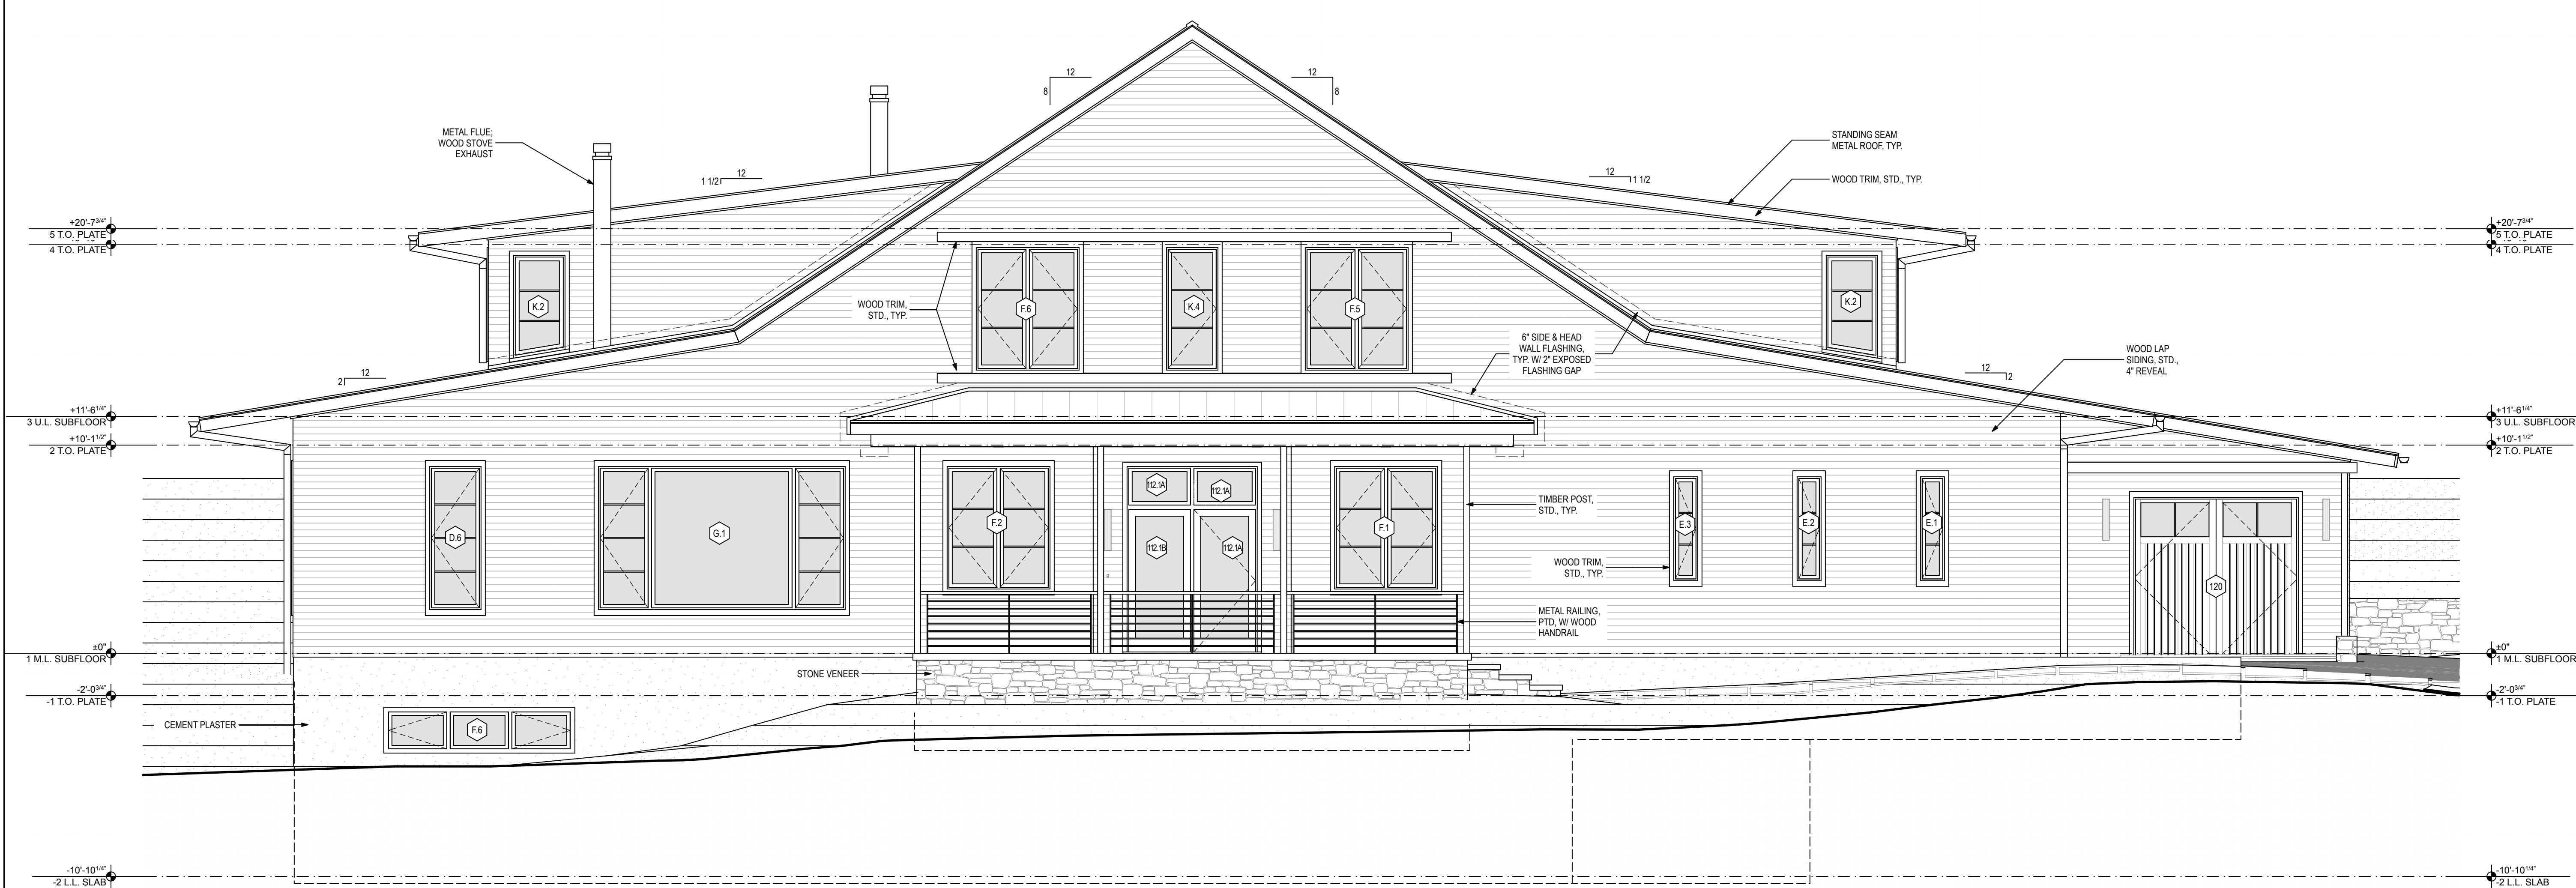 12
12
8
8
METAL FLUE;
WOOD STOVE
EXHAUST
STANDING SEAM
METAL ROOF, TYP.
12
1 1/2
12
1 1/2
WOOD TRIM, STD., TYP.
+20'-7 3/4"
5 T.O. PLATE
4 T.O. PLATE
+20'-7 3/4"
5 T.O. PLATE
4 T.O. PLATE
K.2
WOOD TRIM,
STD., TYP.
F.6
K.4
F.5
K.2
6" SIDE & HEAD
WALL FLASHING,
TYP. W/ 2" EXPOSED
FLASHING GAP
WOOD LAP
SIDING, STD.,
4" REVEAL
12
2
12
2
+11'-6 1/4"
3 U.L. SUBFLOOR
+10'-1 1/2"
2 T.O. PLATE
+11'-6 1/4"
3 U.L. SUBFLOOR
+10'-1 1/2"
2 T.O. PLATE
112.1A
112.1A
TIMBER POST,
STD., TYP.
D.6
G.1
F.2
112.1B
112.1A
F.1
E.3
E.2
E.1
WOOD TRIM,
STD., TYP.
120
METAL RAILING,
PTD, W/ WOOD
HANDRAIL
±0"
1 M.L. SUBFLOOR
±0"
1 M.L. SUBFLOOR
STONE VENEER
-2'-0 3/4"
-1 T.O. PLATE
-2'-0 3/4"
-1 T.O. PLATE
CEMENT PLASTER
F.6
-10'-10 1/4"
-2 L.L. SLAB
-10'-10 1/4"
-2 L.L. SLAB